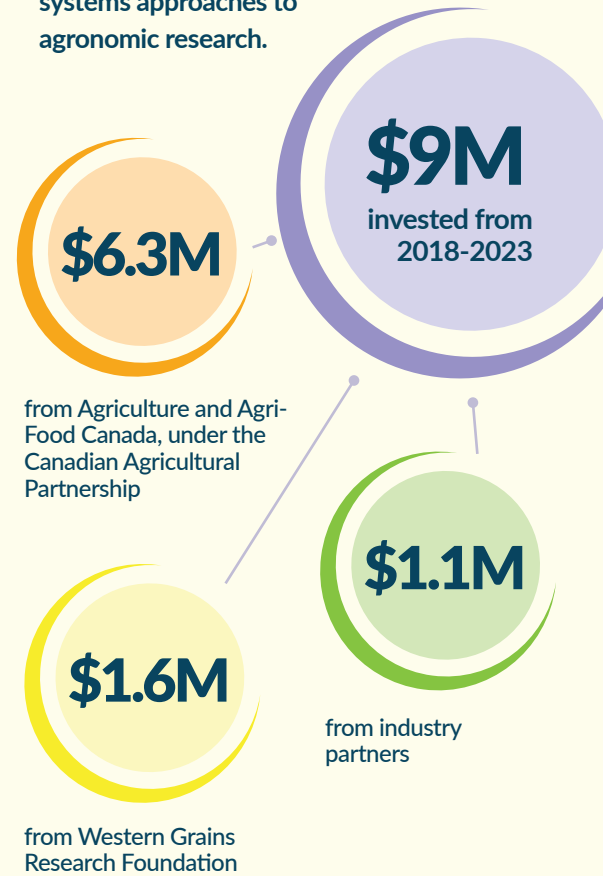 systems approaches to
agronomic research.
$9M
invested from
2018-2023
$6.3M
from Agriculture and Agri-
Food Canada, under the
Canadian Agricultural
Partnership
$1.1M
from industry
partners
$1.6M
from Western Grains
Research Foundation